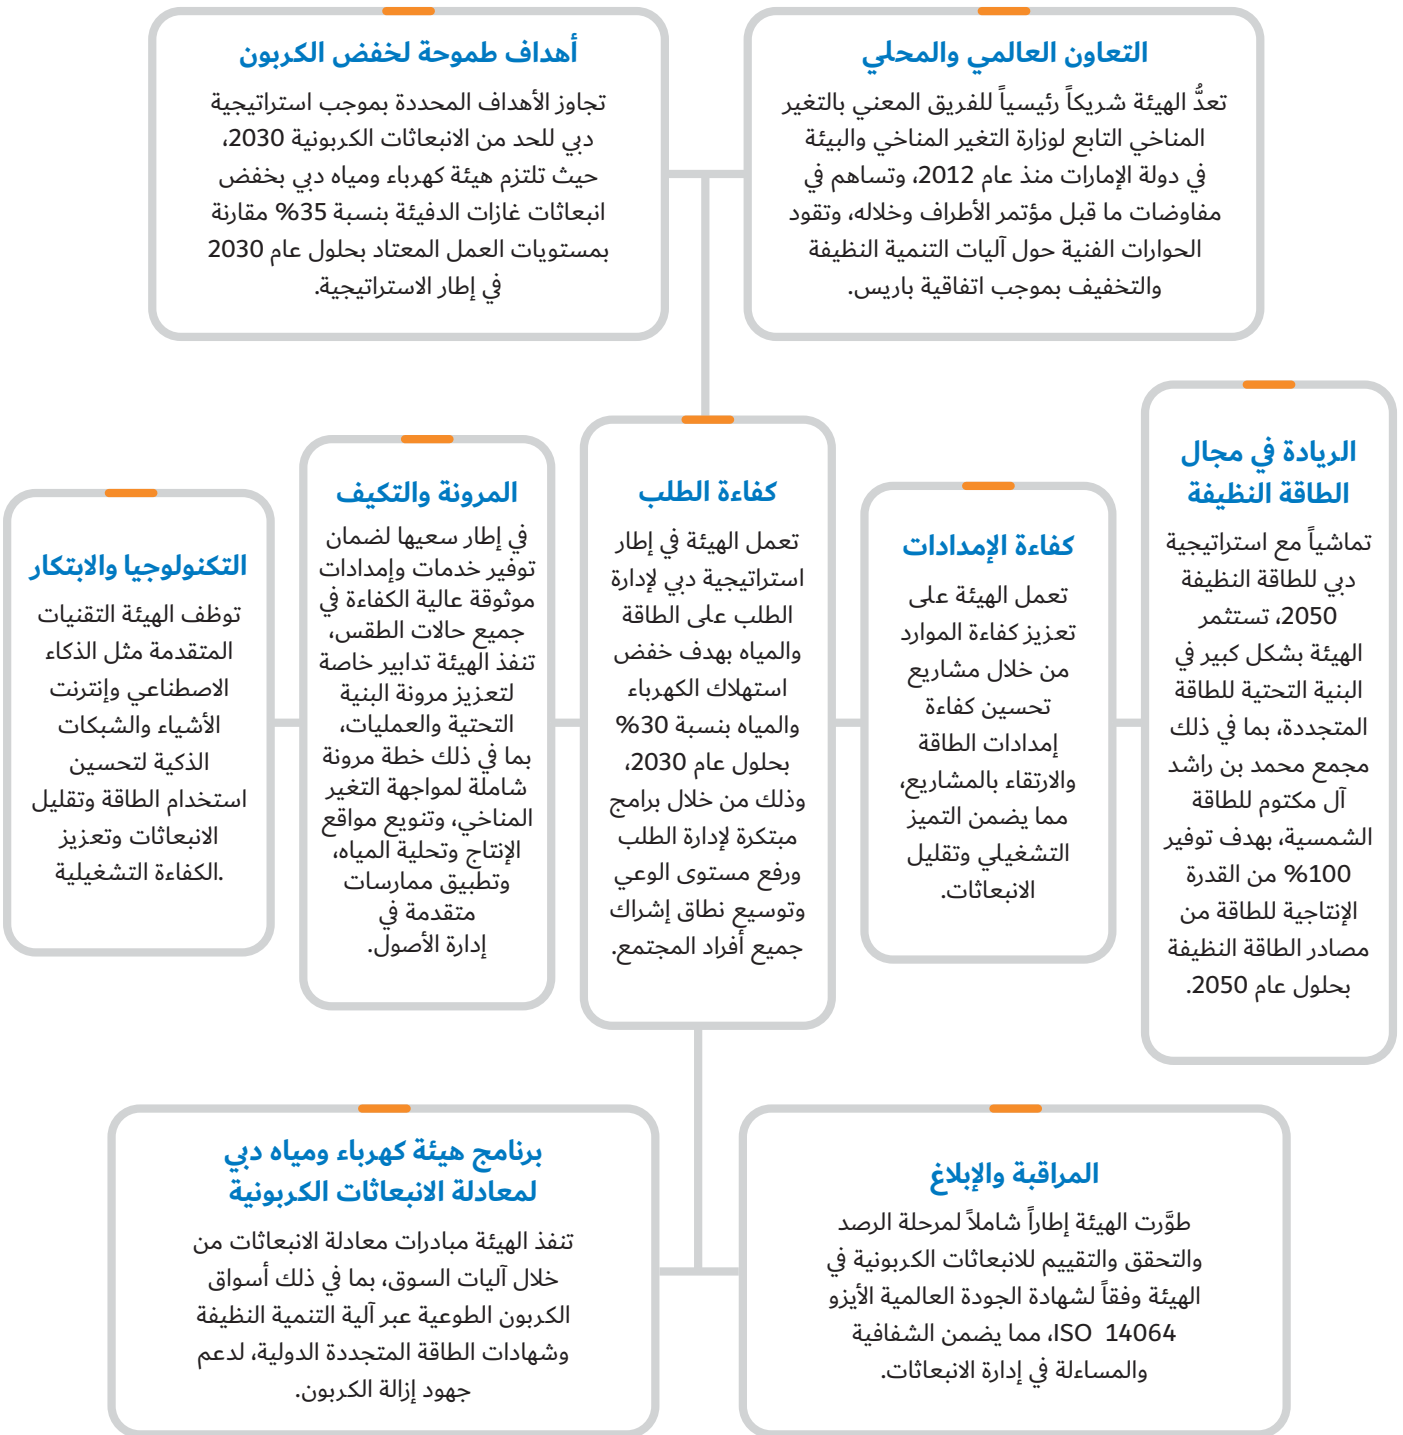 التعاون العالمي والمحلي
تعدُّ الهيئة شريكاً رئيسياً للفريق المعني بالتغير
المناخي التابع لوزارة التغير المناخي والبيئة
في دولة الإمارات منذ عام 2012، وتساهم في
مفاوضات ما قبل مؤتمر الأطراف وخلاله، وتقود
الحوارات الفنية حول آليات التنمية النظيفة
والتخفيف بموجب اتفاقية باريس.
أهداف طموحة لخفض الكربون
تجاوز الأهداف المحددة بموجب استراتيجية
دبي للحد من الانبعاثات الكربونية 2030،
حيث تلتزم هيئة كهرباء ومياه دبي بخفض
انبعاثات غازات الدفيئة بنسبة 35% مقارنة
بمستويات العمل المعتاد بحلول عام 2030
في إطار الاستراتيجية.
الريادة في مجال
الطاقة النظيفة
تماشياً مع استراتيجية
دبي للطاقة النظيفة
2050، تستثمر
الهيئة بشكل كبير في
البنية التحتية للطاقة
المتجددة، بما في ذلك
مجمع محمد بن راشد
آل مكتوم للطاقة
الشمسية، بهدف توفير
100% من القدرة
الإنتاجية للطاقة من
مصادر الطاقة النظيفة
بحلول عام 2050.
كفاءة الإمدادات
تعمل الهيئة على
تعزيز كفاءة الموارد
من خلال مشاريع
تحسين كفاءة
إمدادات الطاقة
والارتقاء بالمشاريع،
مما يضمن التميز
التشغيلي وتقليل
الانبعاثات.
كفاءة الطلب
تعمل الهيئة في إطار
استراتيجية دبي لإدارة
الطلب على الطاقة
والمياه بهدف خفض
استهلاك الكهرباء
والمياه بنسبة 30%
بحلول عام 2030،
وذلك من خلال برامج
مبتكرة لإدارة الطلب
ورفع مستوى الوعي
وتوسيع نطاق إشراك
جميع أفراد المجتمع.
المرونة والتكيف
في إطار سعيها لضمان
توفير خدمات وإمدادات
موثوقة عالية الكفاءة في
جميع حالات الطقس،
تنفذ الهيئة تدابير خاصة
لتعزيز مرونة البنية
التحتية والعمليات،
بما في ذلك خطة مرونة
شاملة لمواجهة التغير
المناخي، وتنويع مواقع
الإنتاج وتحلية المياه،
وتطبيق ممارسات
متقدمة في
إدارة الأصول.
التكنولوجيا والابتكار
توظف الهيئة التقنيات
المتقدمة مثل الذكاء
الاصطناعي وإنترنت
الأشياء والشبكات
الذكية لتحسين
استخدام الطاقة وتقليل
الانبعاثات وتعزيز
.الكفاءة التشغيلية
المراقبة والإبلاغ
طوَّرت الهيئة إطاراً شاملاً لمرحلة الرصد
والتحقق والتقييم للانبعاثات الكربونية في
الهيئة وفقاً لشهادة الجودة العالمية الأيزو
ISO 14064، مما يضمن الشفافية
والمساءلة في إدارة الانبعاثات.
برنامج هيئة كهرباء ومياه دبي
لمعادلة الانبعاثات الكربونية
تنفذ الهيئة مبادرات معادلة الانبعاثات من
خلال آليات السوق، بما في ذلك أسواق
الكربون الطوعية عبر آلية التنمية النظيفة
وشهادات الطاقة المتجددة الدولية، لدعم
جهود إزالة الكربون.